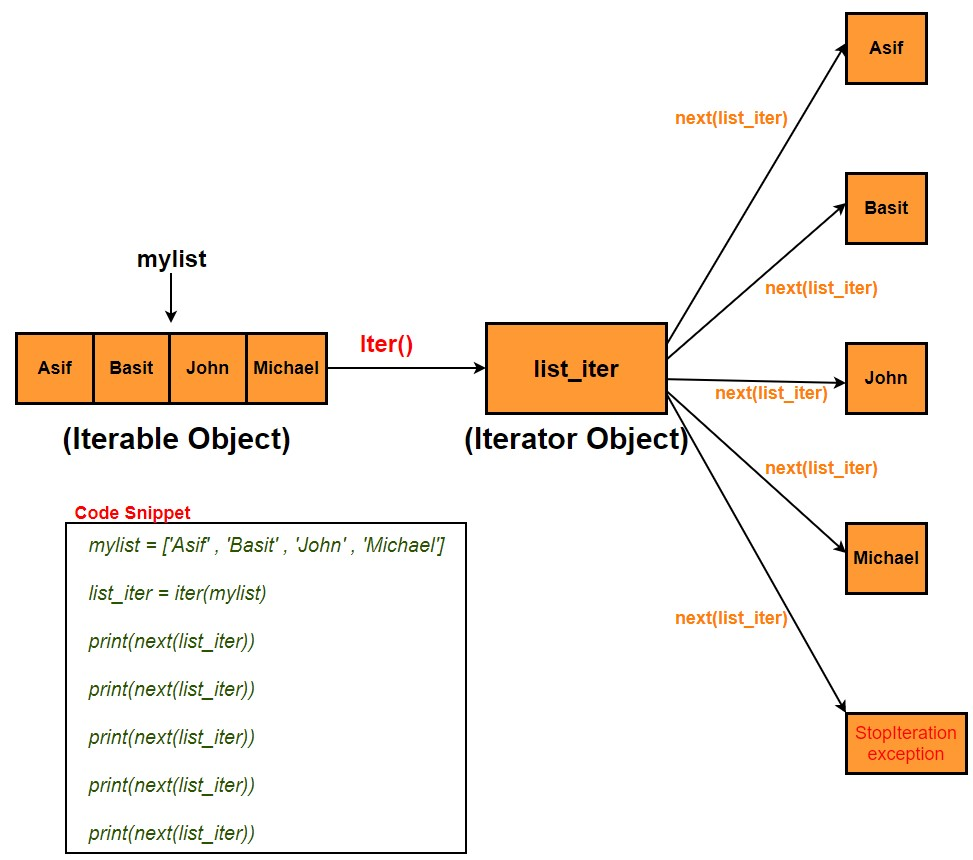 mylist
Asif
Basit
John
Michael
(Iterable Object)
Iter()
list_iter
(Iterator Object)
next(list_iter)
Asif
next(list_iter)
Basit
next(list_iter)
John
next(list_iter)
Michael
next(list_iter)
StopIteration
exception
Code Snippet
mylist = ['Asif' , 'Basit' , 'John' , 'Michael']
list_iter = iter(mylist)
print(next(list_iter))
print(next(list_iter))
print(next(list_iter))
print(next(list_iter))
print(next(list_iter))